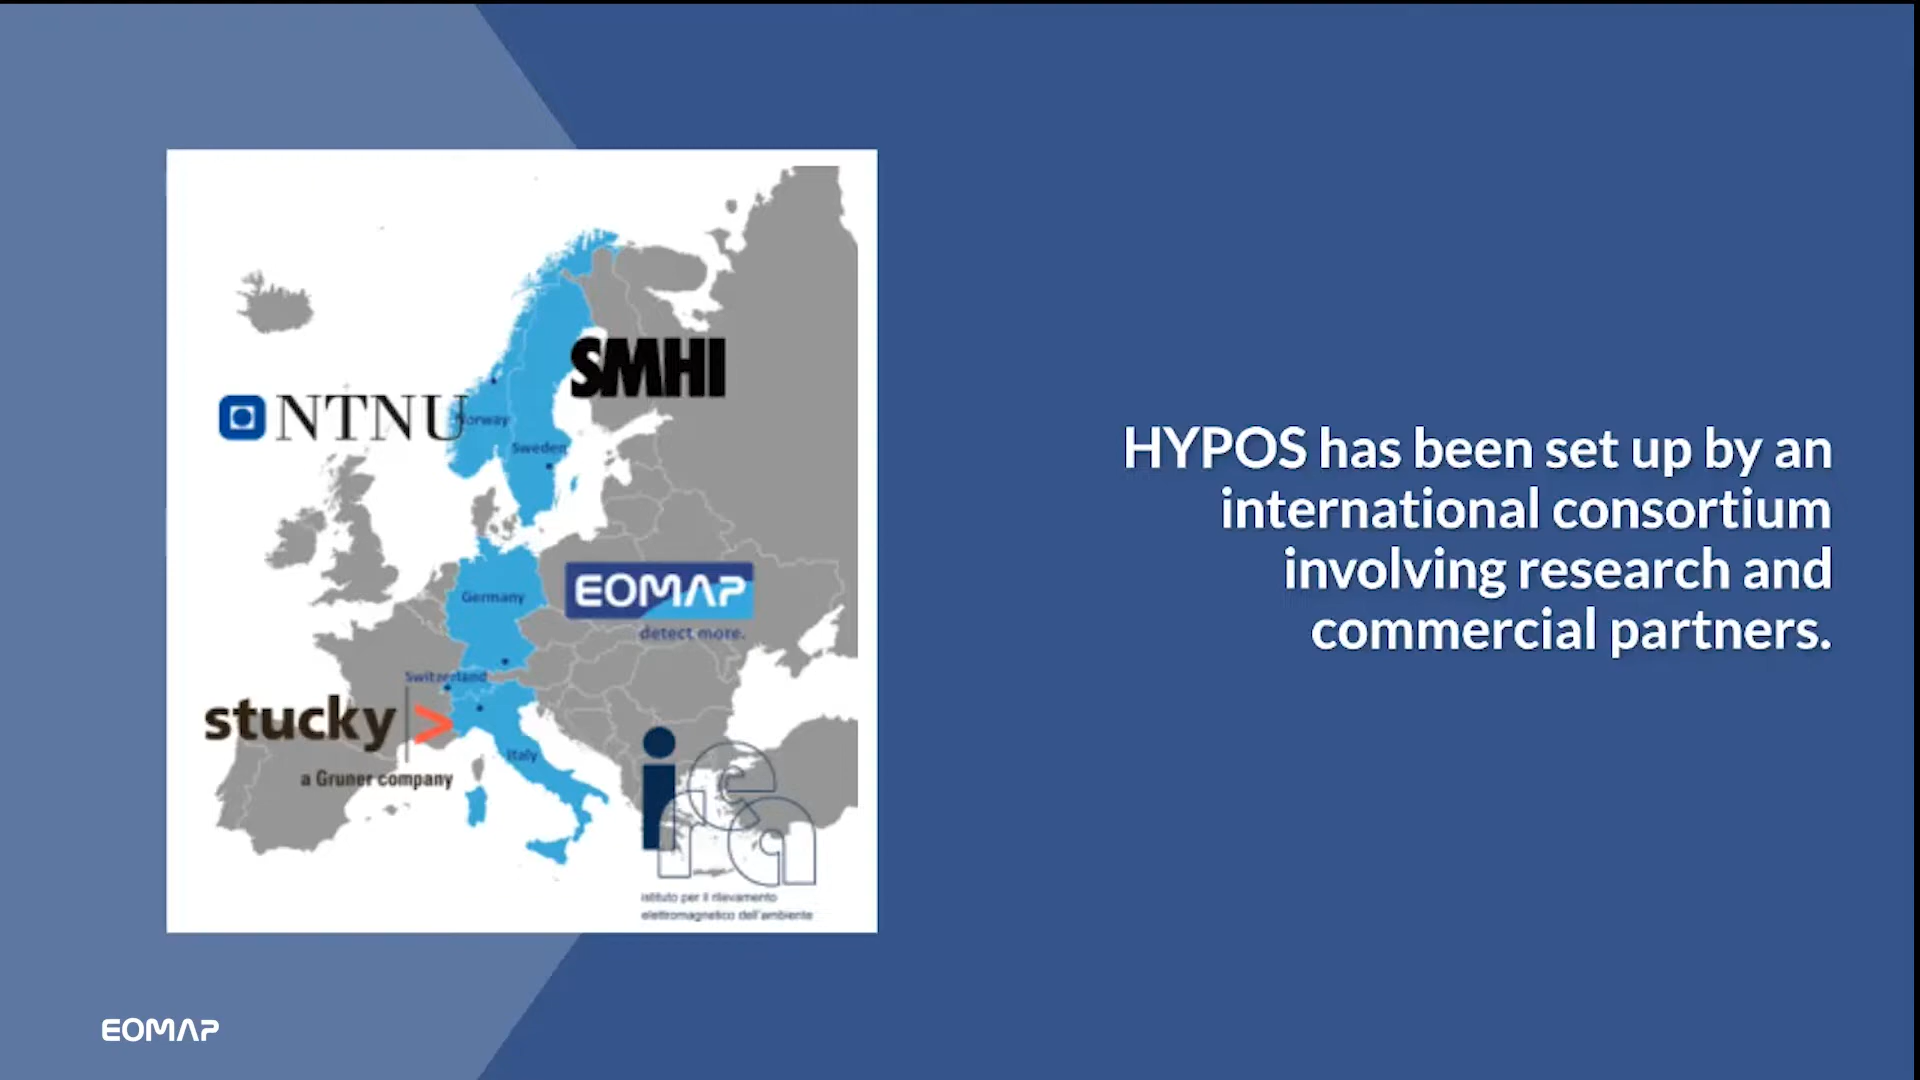 SMHI
NTNU
Norway
Sweden
EOMAP
detect more.
Germany
Switzerland
stucky >
a Gruner company
Italy
irea
istituto per il rilevamento
elettromagnetico dell'ambiente
HYPOS has been set up by an
international consortium
involving research and
commercial partners.
EOMAP